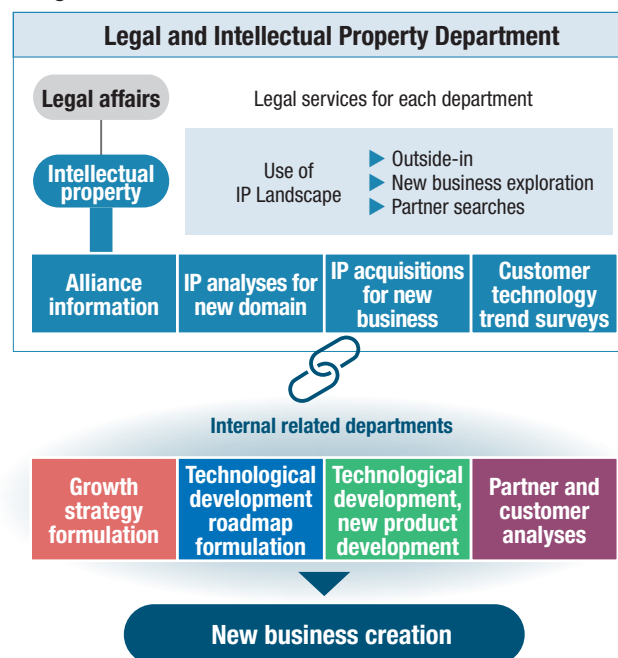 Legal and Intellectual Property Department
Legal affairs
Legal services for each department
Intellectual
property
Use of
IP Landscape
Outside-in
New business exploration
Partner searches
Alliance
information
IP analyses for
new domain
IP acquisitions
for new
business
Customer
technology
trend surveys
Internal related departments
Growth
strategy
formulation
Technological
development
roadmap
formulation
Technological
development,
new product
development
Partner and
customer
analyses
New business creation